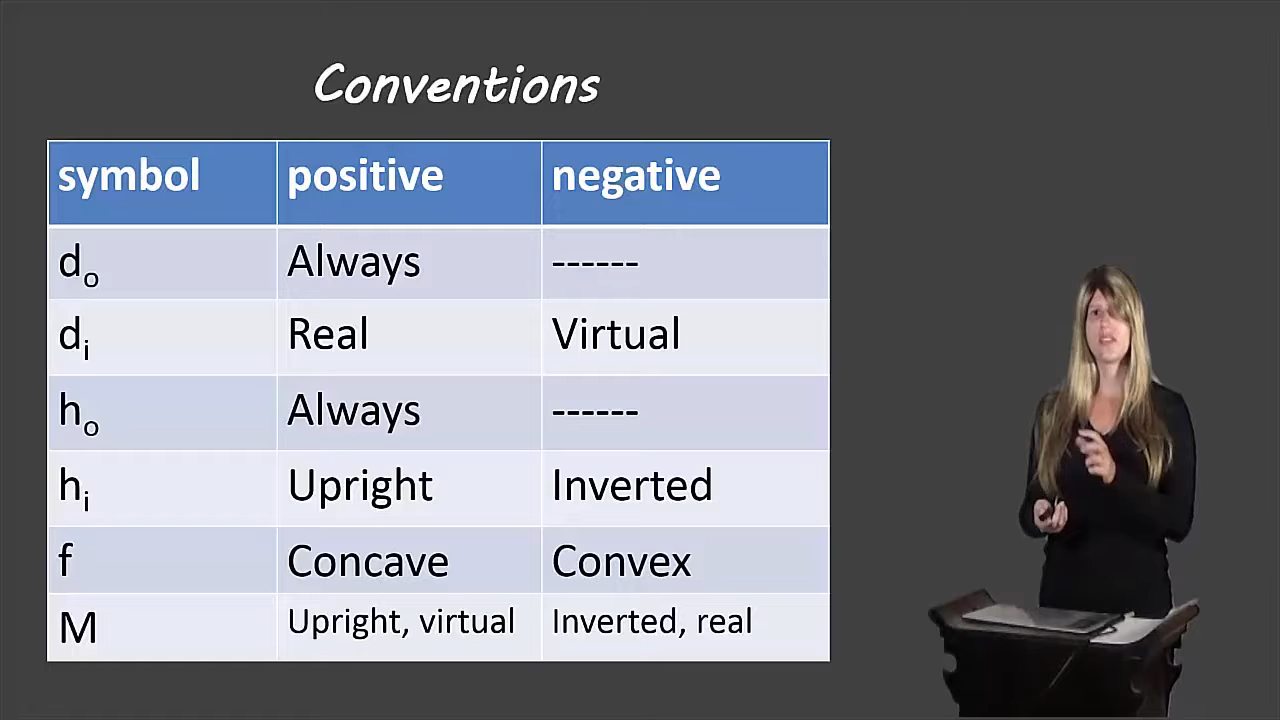 Conventions
symbol positive negative
do Always ------
di Real Virtual
ho Always ------
hi Upright Inverted
f Concave Convex
M Upright, virtual Inverted, real